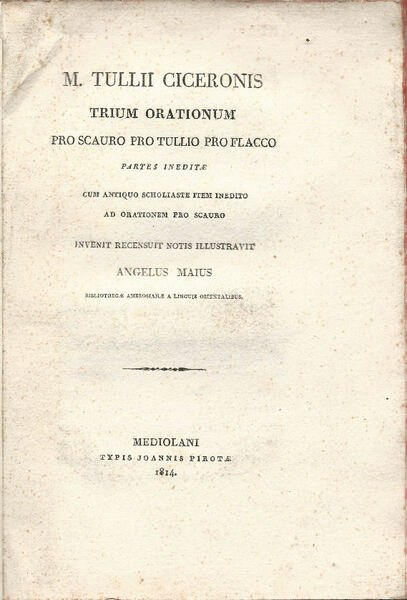 M. TULLII CICERONIS
TRIUM ORATIONUM
PRO SCAURO PRO TULLIO PRO FLACCO
PARTES INEDITÆ
CUM ANTIQUO SCHOLIASTE ITEM INEDITO
AD ORATIONEM PRO SCAURO
INVENIT RECENSUIT NOTIS ILLUSTRAVIT
ANGELUS MAIUS
BIBLIOTHECÆ AMBROSIANÆ A LINGUIS ORIENTALIBUS.
MEDIOLANI
TYPIS JOANNIS PIROTÆ
1814.